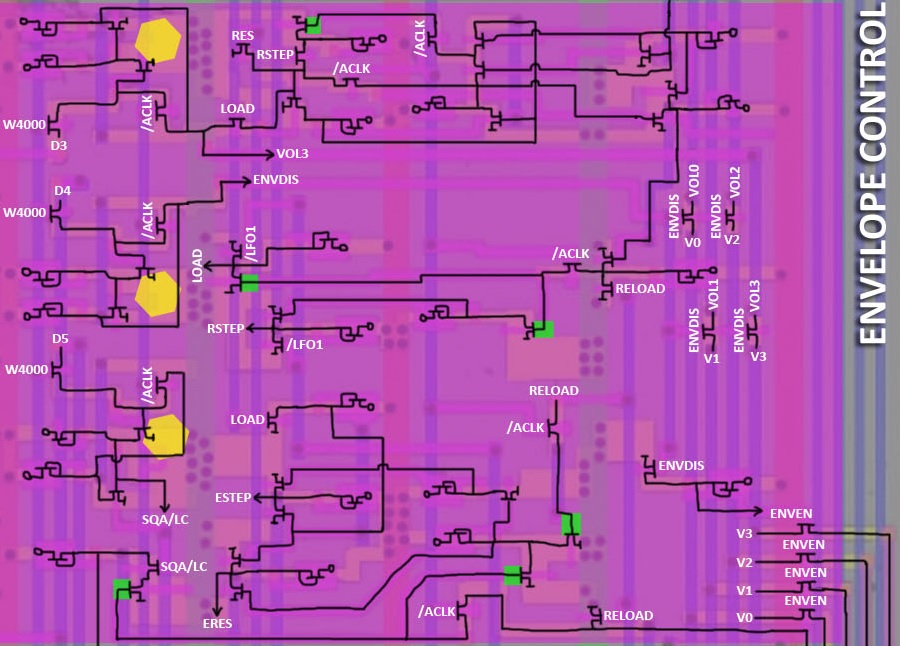 RES
RSTEP
/ACLK
/ACLK
/ACLK
LOAD
W4000
D3
VOL3
ENVDIS
D4
W4000
/ACLK
LOAD
/LFO1
/ACLK
RELOAD
RSTEP
/LFO1
ENVDIS
VOL0
V0
ENVDIS
VOL2
V2
ENVDIS
VOL1
V1
ENVDIS
VOL3
V3
ENVELOPE CONTROL
D5
W4000
/ACLK
LOAD
RELOAD
/ACLK
ENVDIS
ESTEP
SQA/LC
ENVEN
V3
ENVEN
V2
ENVEN
V1
ENVEN
V0
SQA/LC
ERES
/ACLK
RELOAD